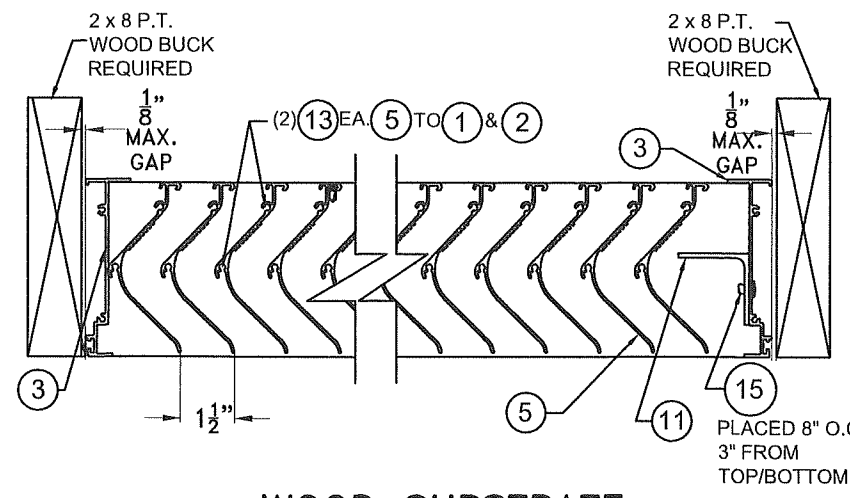 2 x 8 P.T.
WOOD BUCK
REQUIRED
1/8"
MAX.
GAP
(2) 13 EA. 5 TO 1 & 2
2 x 8 P.T.
WOOD BUCK
REQUIRED
1/8"
MAX.
GAP
3
3
1 1/2"
5
11
15
PLACED 8" O.
3" FROM
TOP/BOTTOM